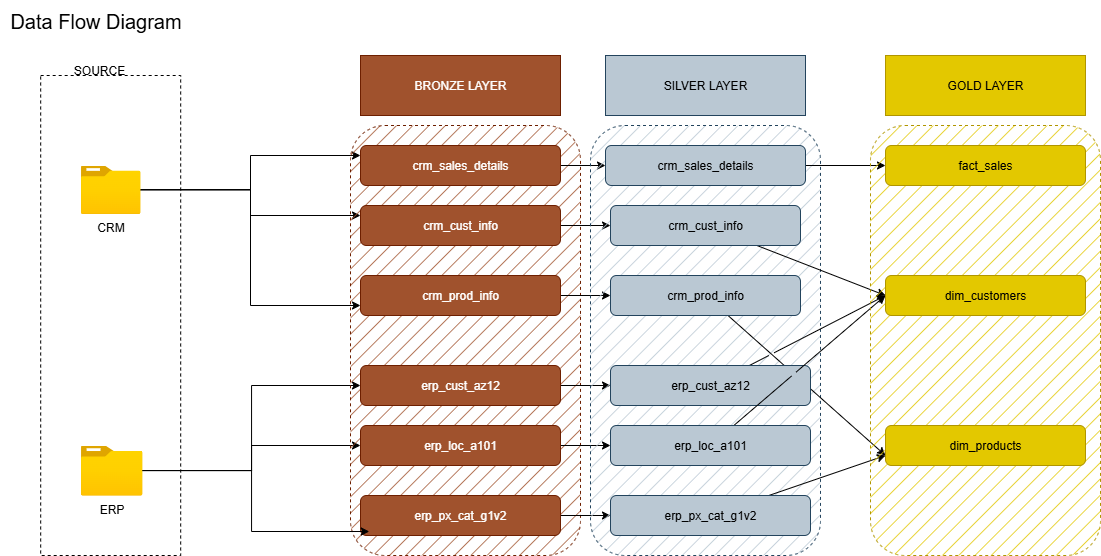 Data Flow Diagram
SOURCE
BRONZE LAYER
SILVER LAYER
GOLD LAYER
crm_sales_details
crm_sales_details
fact_sales
CRM
crm_cust_info
crm_cust_info
crm_prod_info
crm_prod_info
dim_customers
erp_cust_az12
erp_cust_az12
erp_loc_a101
erp_loc_a101
dim_products
ERP
erp_px_cat_g1v2
erp_px_cat_g1v2